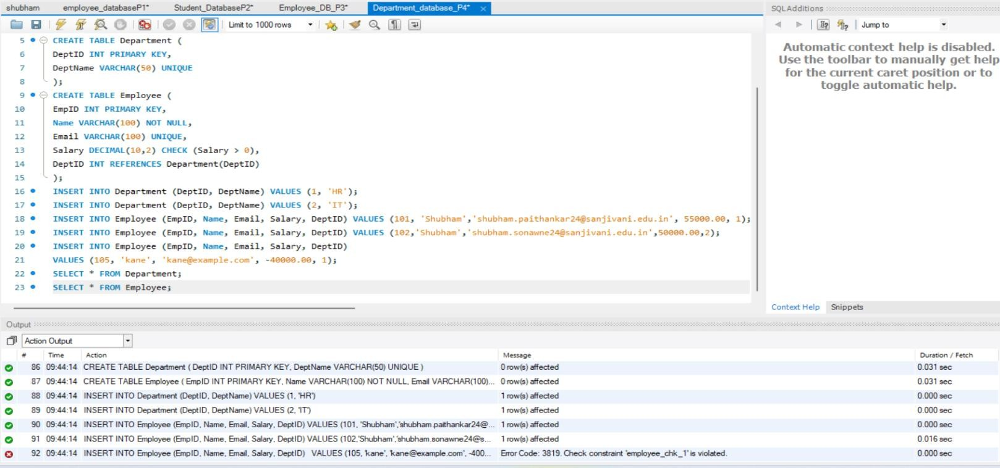 shubham employee_databaseP1* Student_DatabaseP2* Employee_DB_P3* Department_database_P4* ×
Limit to 1000 rows
5 CREATE TABLE Department (
6 DeptID INT PRIMARY KEY,
7 DeptName VARCHAR(50) UNIQUE
8 );
9 CREATE TABLE Employee (
10 EmpID INT PRIMARY KEY,
11 Name VARCHAR(100) NOT NULL,
12 Email VARCHAR(100) UNIQUE,
13 Salary DECIMAL(10,2) CHECK (Salary > 0),
14 DeptID INT REFERENCES Department(DeptID)
15 );
16 INSERT INTO Department (DeptID, DeptName) VALUES (1, 'HR');
17 INSERT INTO Department (DeptID, DeptName) VALUES (2, 'IT');
18 INSERT INTO Employee (EmpID, Name, Email, Salary, DeptID) VALUES (101, 'Shubham','shubham.paithankar24@sanjivani.edu.in', 55000.00, 1);
19 INSERT INTO Employee (EmpID, Name, Email, Salary, DeptID) VALUES (102,'Shubham','shubham.sonawne24@sanjivani.edu.in',50000.00,2);
20 INSERT INTO Employee (EmpID, Name, Email, Salary, DeptID)
21 VALUES (105, 'kane', 'kane@example.com', -40000.00, 1);
22 SELECT * FROM Department;
23 SELECT * FROM Employee;
SQLAdditions
Jump to
Automatic context help is disabled.
Use the toolbar to manually get help
for the current caret position or to
toggle automatic help.
Context Help Snippets
Output
Action Output
# Time Action Message Duration / Fetch
86 09:44:14 CREATE TABLE Department ( DeptID INT PRIMARY KEY, DeptName VARCHAR(50) UNIQUE ) 0 row(s) affected 0.031 sec
87 09:44:14 CREATE TABLE Employee ( EmpID INT PRIMARY KEY, Name VARCHAR(100) NOT NULL, Email VARCHAR(100)... 0 row(s) affected 0.031 sec
88 09:44:14 INSERT INTO Department (DeptID, DeptName) VALUES (1, 'HR') 1 row(s) affected 0.000 sec
89 09:44:14 INSERT INTO Department (DeptID, DeptName) VALUES (2, 'IT') 1 row(s) affected 0.000 sec
90 09:44:14 INSERT INTO Employee (EmpID, Name, Email, Salary, DeptID) VALUES (101, 'Shubham','shubham.paithankar24@... 1 row(s) affected 0.000 sec
91 09:44:14 INSERT INTO Employee (EmpID, Name, Email, Salary, DeptID) VALUES (102,'Shubham','shubham.sonawne24@s... 1 row(s) affected 0.016 sec
92 09:44:14 INSERT INTO Employee (EmpID, Name, Email, Salary, DeptID) VALUES (105, 'kane', 'kane@example.com', -400... Error Code: 3819. Check constraint 'employee_chk_1' is violated. 0.000 sec